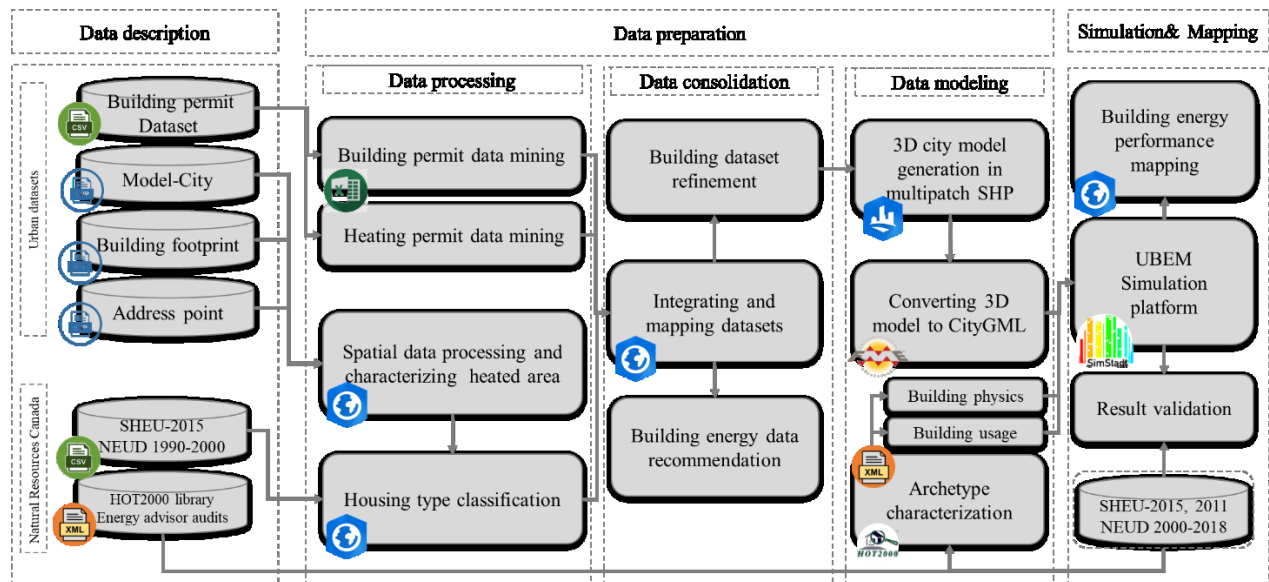 Data description
Data preparation
Simulation& Mapping
Data processing
Data consolidation
Data modeling
Urban datasets
Building permit
Dataset
CSV
Model-City
Building footprint
Address point
Natural Resources Canada
SHEU-2015
NEUD 1990-2000
CSV
HOT2000 library
Energy advisor audits
XML
Building permit data mining
Heating permit data mining
Spatial data processing and
characterizing heated area
Housing type classification
Building dataset
refinement
Integrating and
mapping datasets
Building energy data
recommendation
3D city model
generation in
multipatch SHP
Converting 3D
model to CityGML
FME
Building physics
Building usage
XML
Archetype
characterization
HOT2000
Building energy
performance
mapping
UBEM
Simulation
platform
SimStadt
Result validation
SHEU-2015, 2011
NEUD 2000-2018